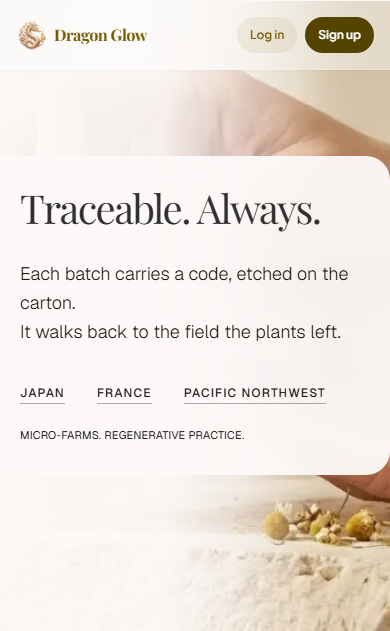 Dragon Glow
Log in
Sign up
Traceable. Always.
Each batch carries a code, etched on the
carton.
It walks back to the field the plants left.
JAPAN
FRANCE
PACIFIC NORTHWEST
MICRO-FARMS. REGENERATIVE PRACTICE.